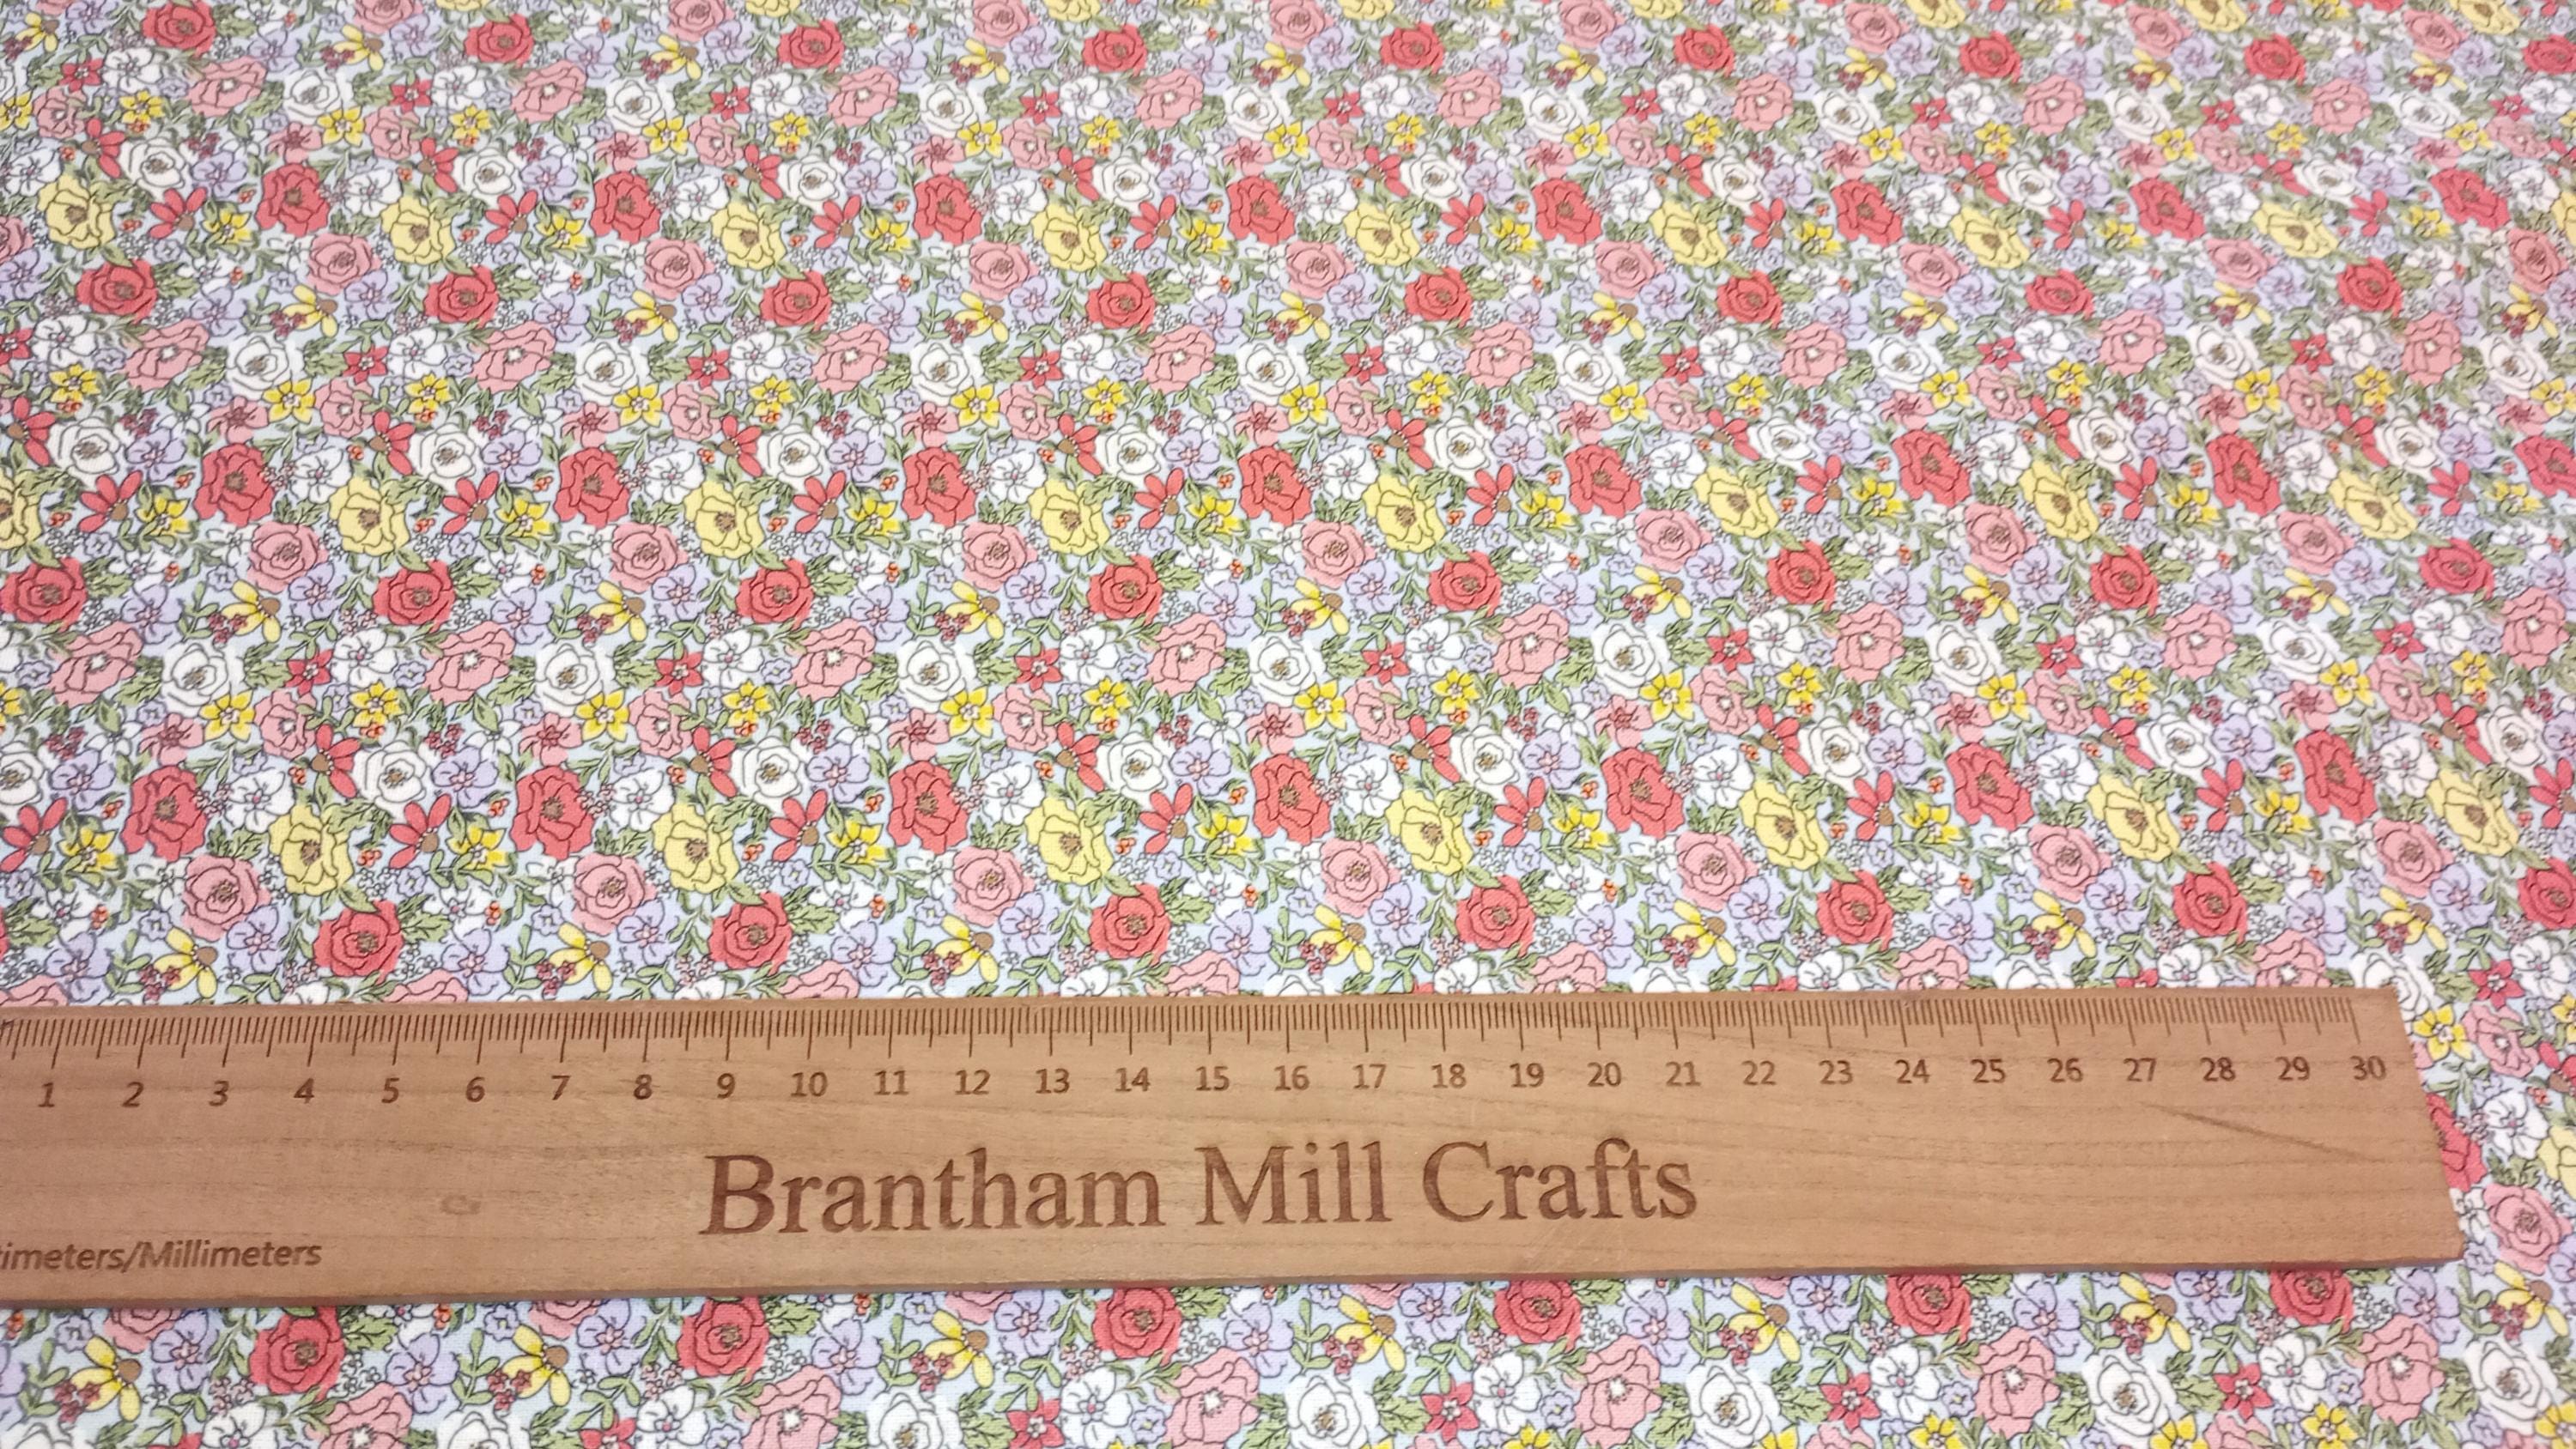 1 2 3 4 5 6 7 8 9 10 11 12 13 14 15 16 17 18 19 20 21 22 23 24 25 26 27 28 29 30
Brantham Mill Crafts
timeters/Millimeters